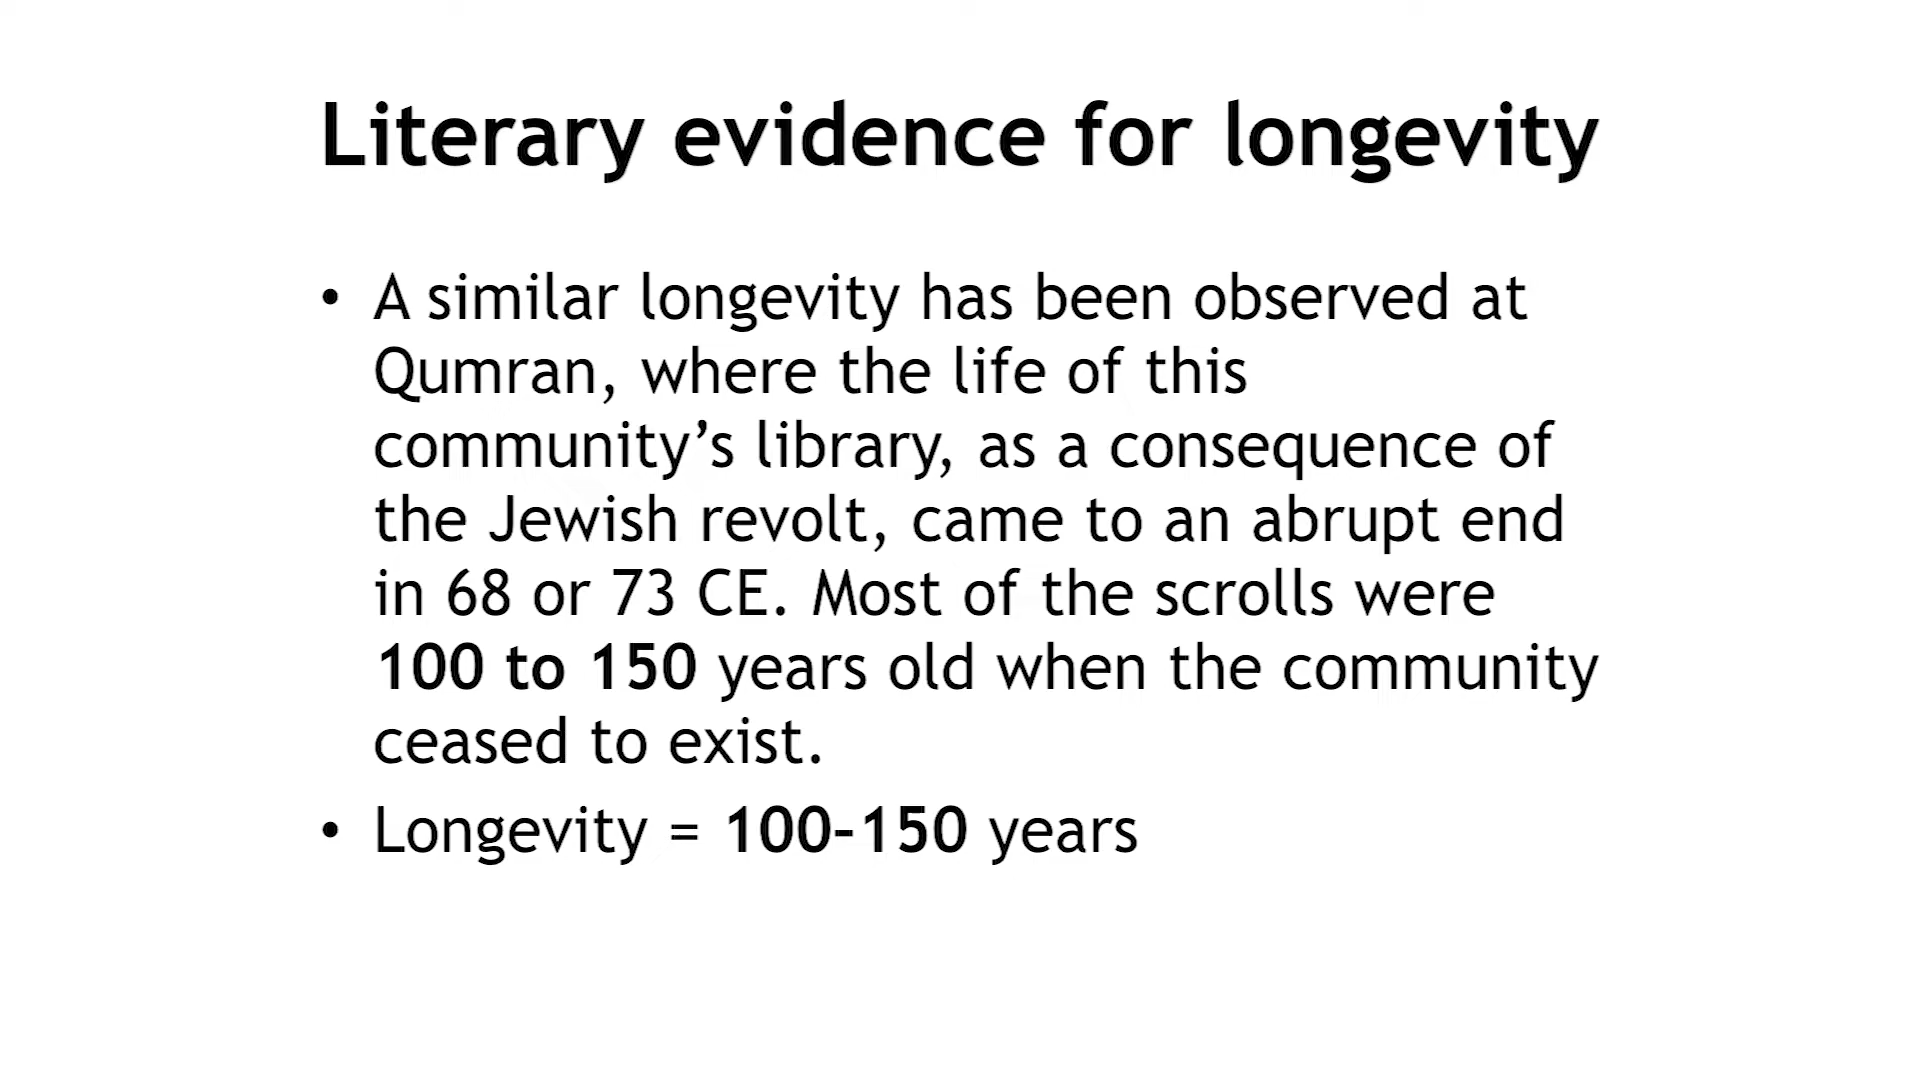 Literary evidence for longevity
• A similar longevity has been observed at
Qumran, where the life of this
community’s library, as a consequence of
the Jewish revolt, came to an abrupt end
in 68 or 73 CE. Most of the scrolls were
100 to 150 years old when the community
ceased to exist.
• Longevity = 100-150 years